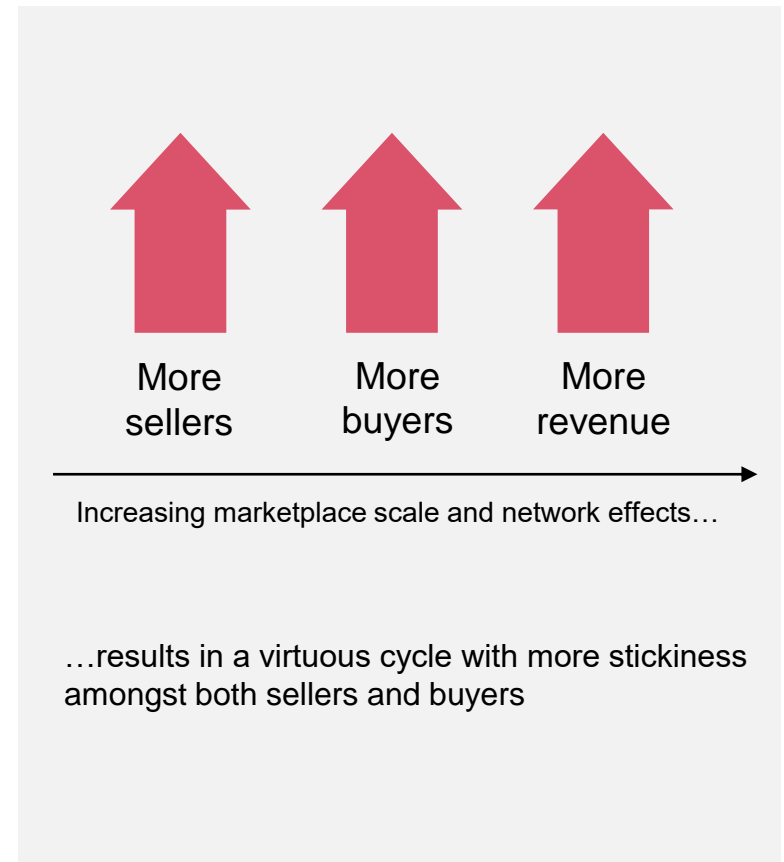 More
sellers
More
buyers
More
revenue
Increasing marketplace scale and network effects…
…results in a virtuous cycle with more stickiness
amongst both sellers and buyers